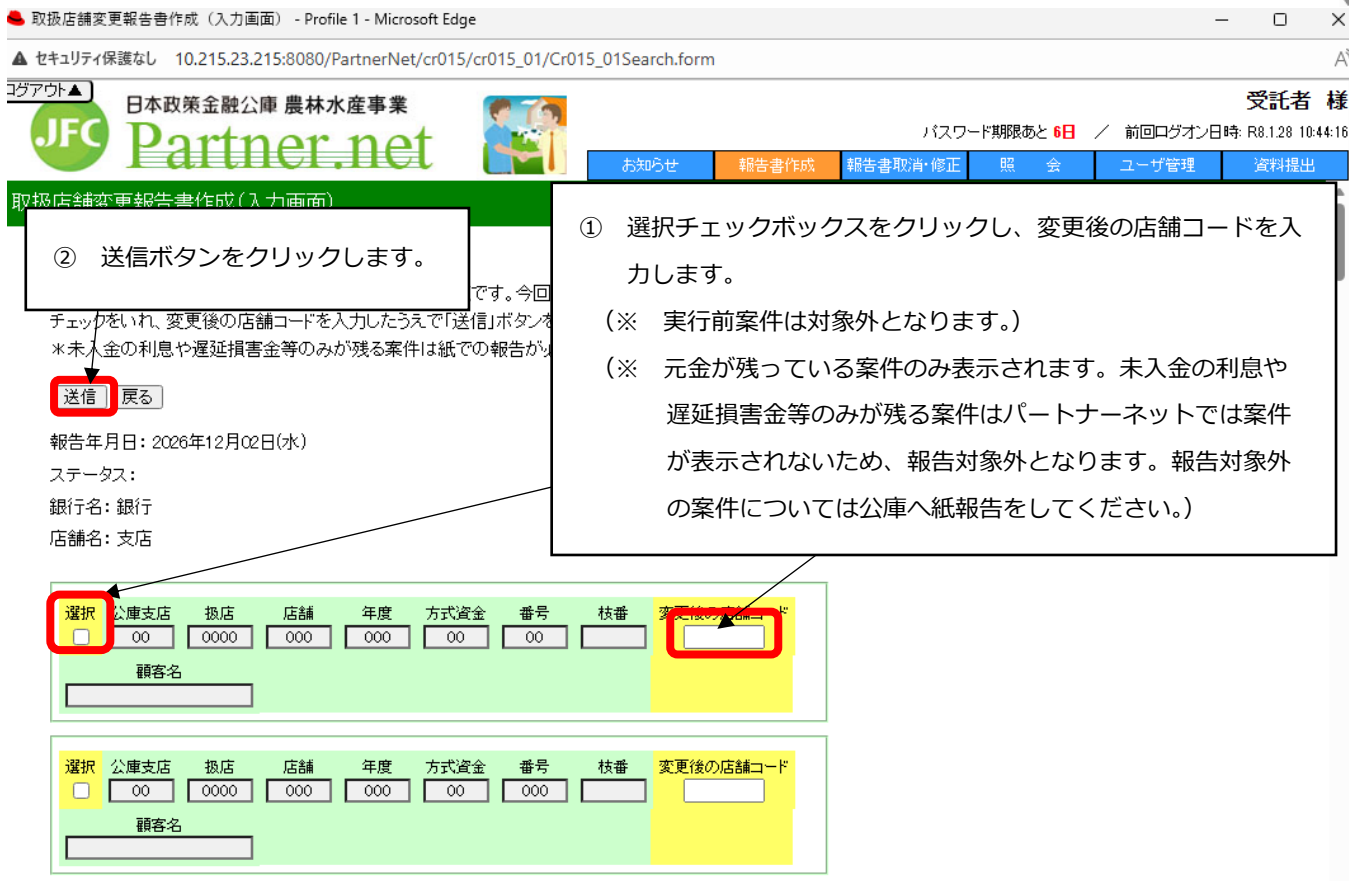 取扱店舗変更報告書作成（入力画面） - Profile 1 - Microsoft Edge
セキュリティ保護なし 10.215.23.215:8080/PartnerNet/cr015/cr015_01/Cr015_01Search.form
ログアウト▲
JFC
日本政策金融公庫 農林水産事業
Partner.net
受託者 様
パスワード期限あと 6日 ／ 前回ログオン日時: R8.1.28 10:44:16
お知らせ 報告書作成 報告書取消・修正 照 会 ユーザ管理 資料提出
取扱店舗変更報告書作成（入力画面）
② 送信ボタンをクリックします。
① 選択チェックボックスをクリックし、変更後の店舗コードを入
力します。
（※ 実行前案件は対象外となります。）
（※ 元金が残っている案件のみ表示されます。未入金の利息や
遅延損害金等のみが残る案件はパートナーネットでは案件
が表示されないため、報告対象外となります。報告対象外
の案件については公庫へ紙報告をしてください。）
です。今回
チェックをいれ、変更後の店舗コードを入力したうえで「送信」ボタンを
＊未入金の利息や遅延損害金等のみが残る案件は紙での報告が
送信 戻る
報告年月日：2026年12月02日(水)
ステータス：
銀行名：銀行
店舗名：支店
選択 公庫支店 扱店 店舗 年度 方式資金 番号 枝番 変更後の店舗コード
00 0000 000 000 00 00
顧客名
選択 公庫支店 扱店 店舗 年度 方式資金 番号 枝番 変更後の店舗コード
00 0000 000 000 00 000
顧客名